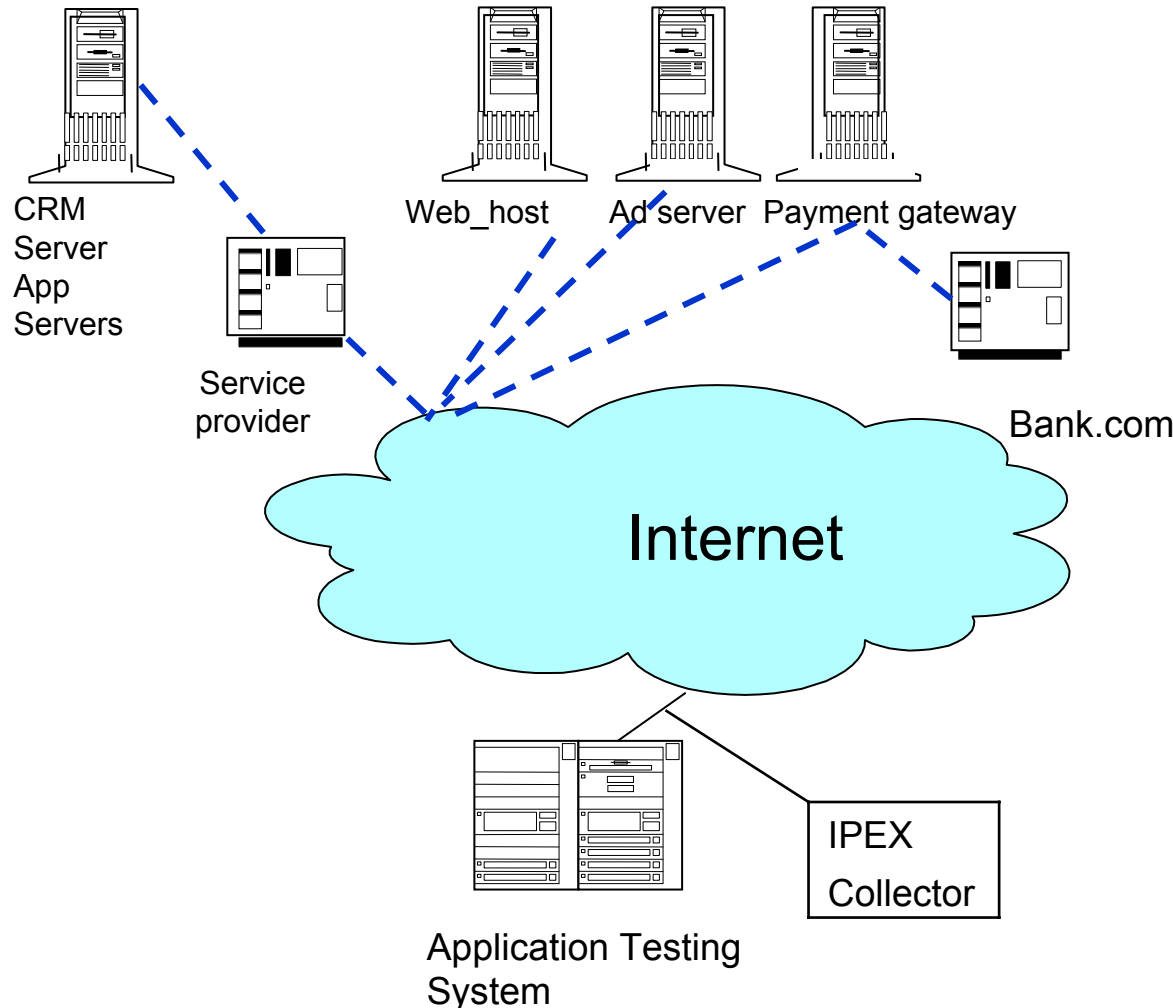 CRM
Server
App
Servers
Web_host
Ad server
Payment gateway
Service
provider
Bank.com
Internet
IPEX
Collector
Application Testing
System